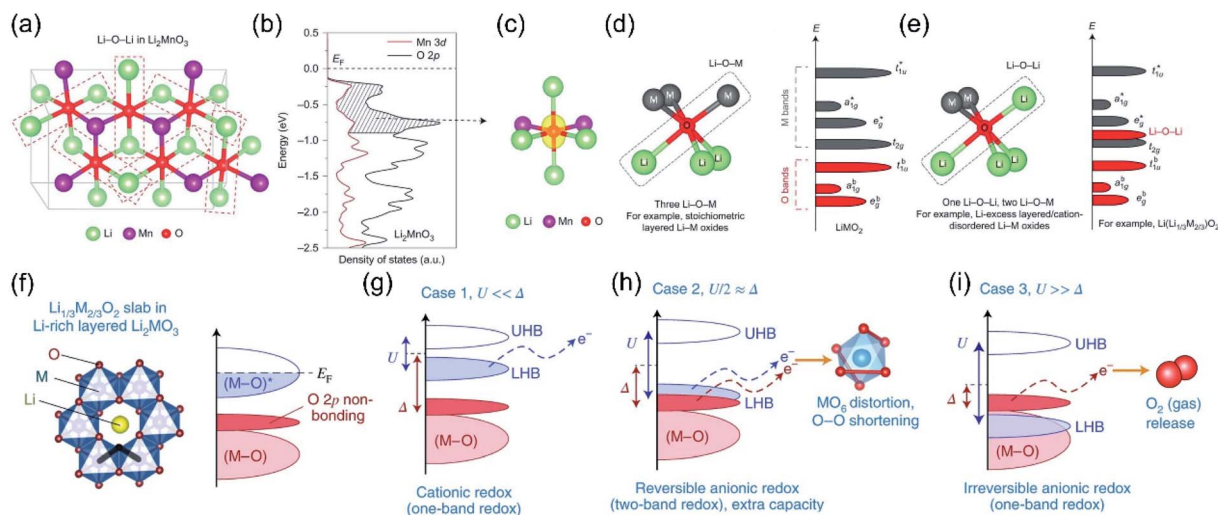 (a)
Li–O–Li in Li2MnO3
Li
Mn
O
(b)
0.5
0.0
−0.5
−1.0
−1.5
−2.0
−2.5
Energy (eV)
EF
Mn 3d
O 2p
Li2MnO3
Density of states (a.u.)
(c)
Li
Mn
O
(d)
Li–O–M
M
M
M
O
Li
Li
Li
Three Li–O–M
For example, stoichiometric
layered Li–M oxides
E
M bands
O bands
t*1u
a*1g
e*g
t2g
tb1u
ab1g
ebg
LiMO2
(e)
Li–O–Li
M
M
Li
O
Li
Li
Li
One Li–O–Li, two Li–O–M
For example, Li-excess layered/cation-
disordered Li–M oxides
E
t*1u
a*1g
e*g
Li–O–Li
t2g
tb1u
ab1g
ebg
For example, Li(Li1/3M2/3)O2
(f)
Li1/3M2/3O2 slab in
Li-rich layered Li2MO3
O
M
Li
(M–O)*
EF
O 2p non-
bonding
(M–O)
(g)
Case 1, U << Δ
UHB
U
e−
LHB
Δ
(M–O)
Cationic redox
(one-band redox)
(h)
Case 2, U/2 ≈ Δ
UHB
U
e−
e−
Δ
LHB
(M–O)
MO6 distortion,
O–O shortening
Reversible anionic redox
(two-band redox), extra capacity
(i)
Case 3, U >> Δ
UHB
U
e−
Δ
LHB
(M–O)
O2 (gas)
release
Irreversible anionic redox
(one-band redox)